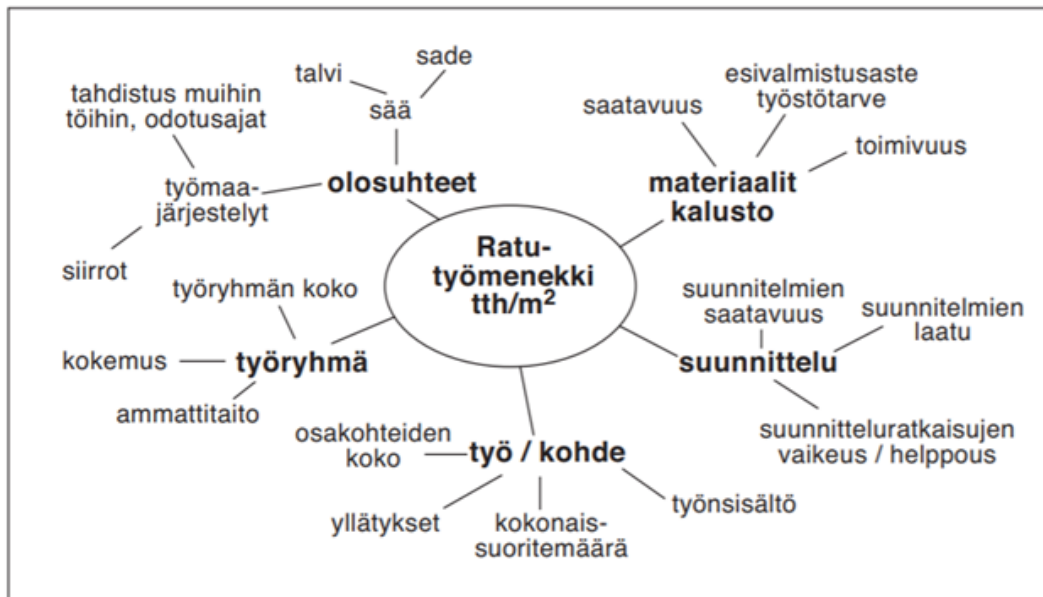 sade
talvi
sää
tahdistus muihin
töihin, odotusajat
olosuhteet
työmaa-
järjestelyt
siirrot
esivalmistusaste
työstötarve
saatavuus
toimivuus
materiaalit
kalusto
Ratu-
työmenekki
tth/m²
työryhmän koko
kokemus
työryhmä
ammattitaito
suunnitelmien
saatavuus
suunnitelmien
laatu
suunnittelu
suunnitteluratkaisujen
vaikeus / helppous
osakohteiden
koko
työ / kohde
yllätykset
kokonais-
suoritemäärä
työnsisältö